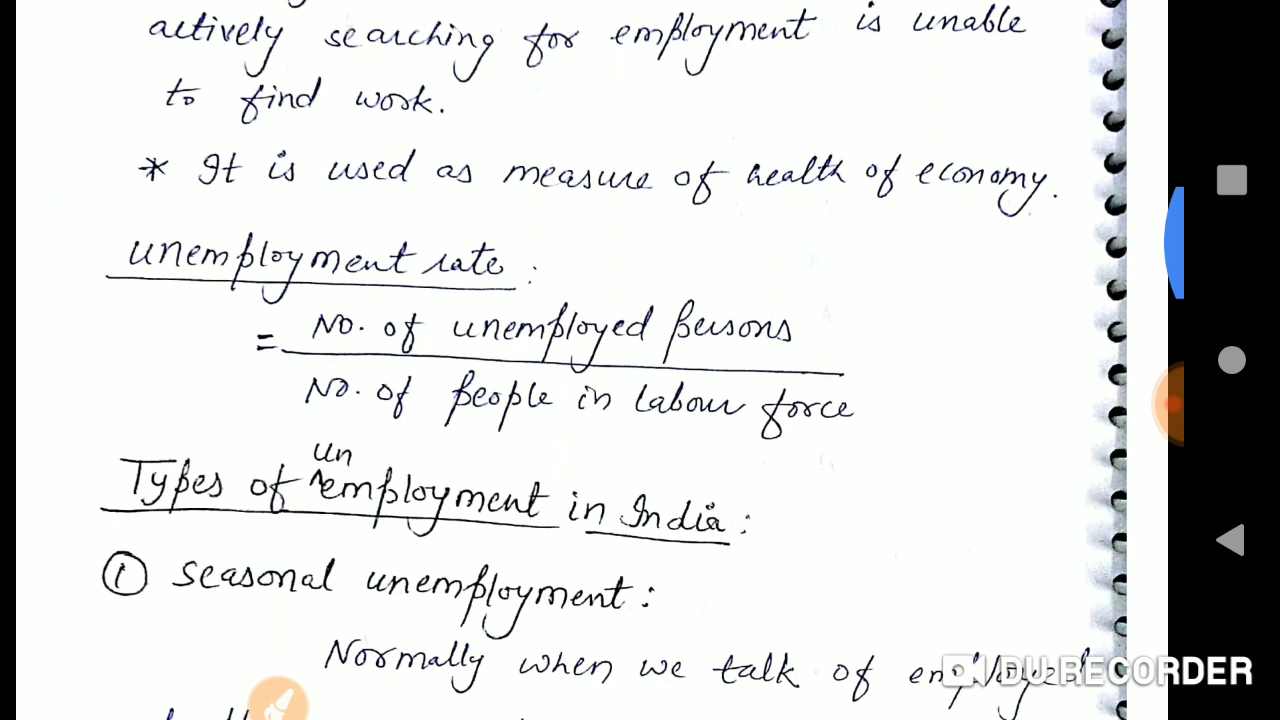 actively searching for employment is unable
to find work.
* It is used as measure of health of economy.
unemployment rate :
= No. of unemployed persons
No. of people in labour force
un
Types of ^employment in India :
① seasonal unemployment :
Normally when we talk of employed
DU RECORDER